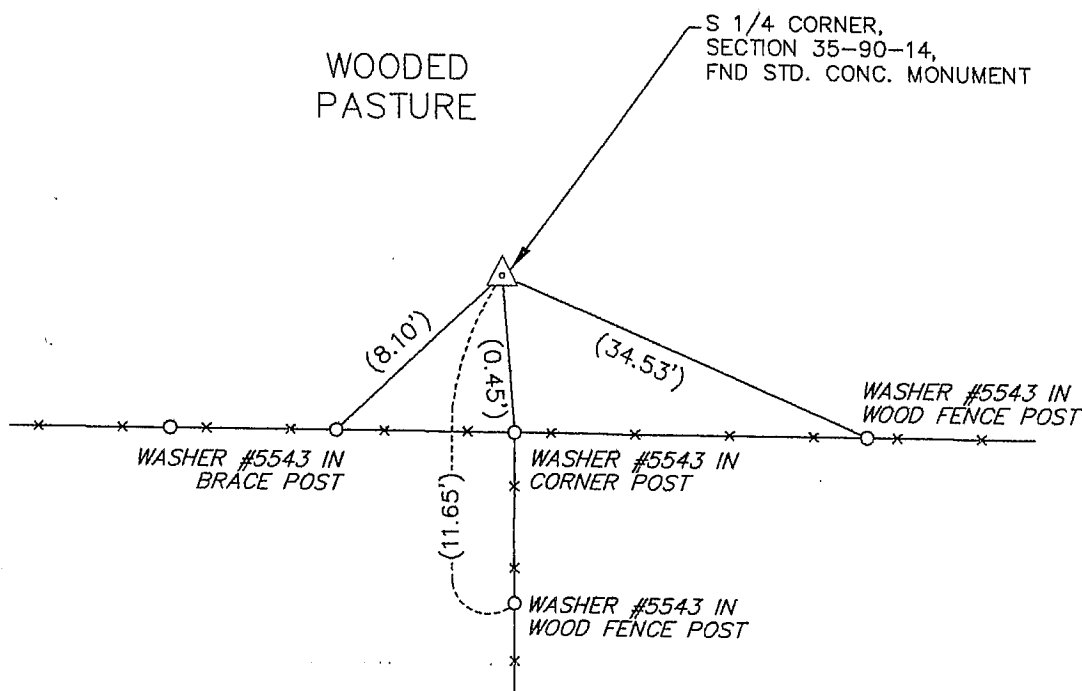 S 1/4 CORNER,
SECTION 35-90-14,
FND STD. CONC. MONUMENT
WOODED
PASTURE
(8.10')
(0.45')
(34.53')
WASHER #5543 IN
WOOD FENCE POST
WASHER #5543 IN
BRACE POST
WASHER #5543 IN
CORNER POST
(11.65')
WASHER #5543 IN
WOOD FENCE POST